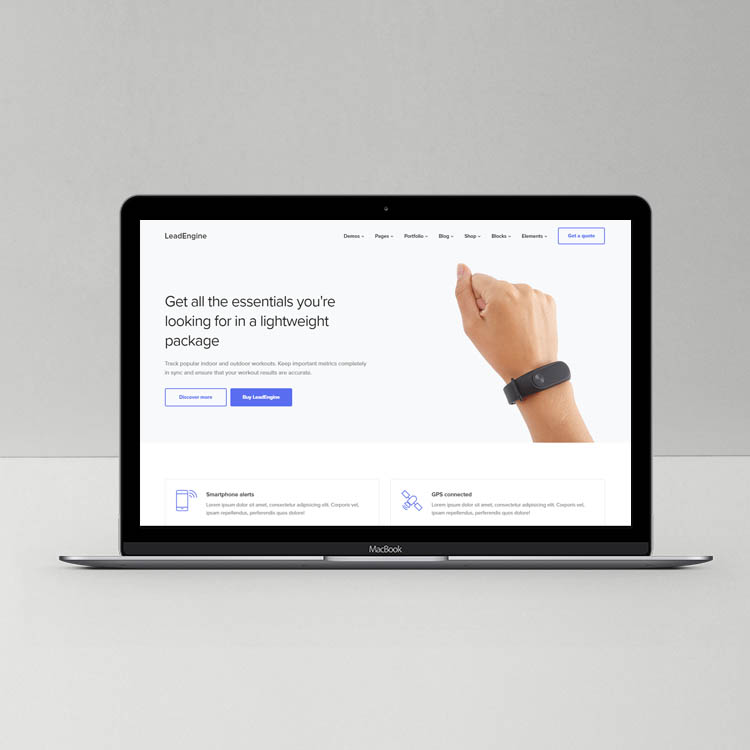 LeadEngine
Demos Pages Portfolio Blog Shop Blocks Elements Get a quote
Get all the essentials you're
looking for in a lightweight
package
Track popular indoor and outdoor workouts. Keep important metrics completely
in sync and ensure that your workout results are accurate.
Discover more Buy LeadEngine
Smartphone alerts
Lorem ipsum dolor sit amet, consectetur adipisicing elit. Corporis vel,
ipsam repellendus, perferendis quos dolores!
GPS connected
Lorem ipsum dolor sit amet, consectetur adipisicing elit. Corporis vel,
ipsam repellendus, perferendis quos dolore!
MacBook